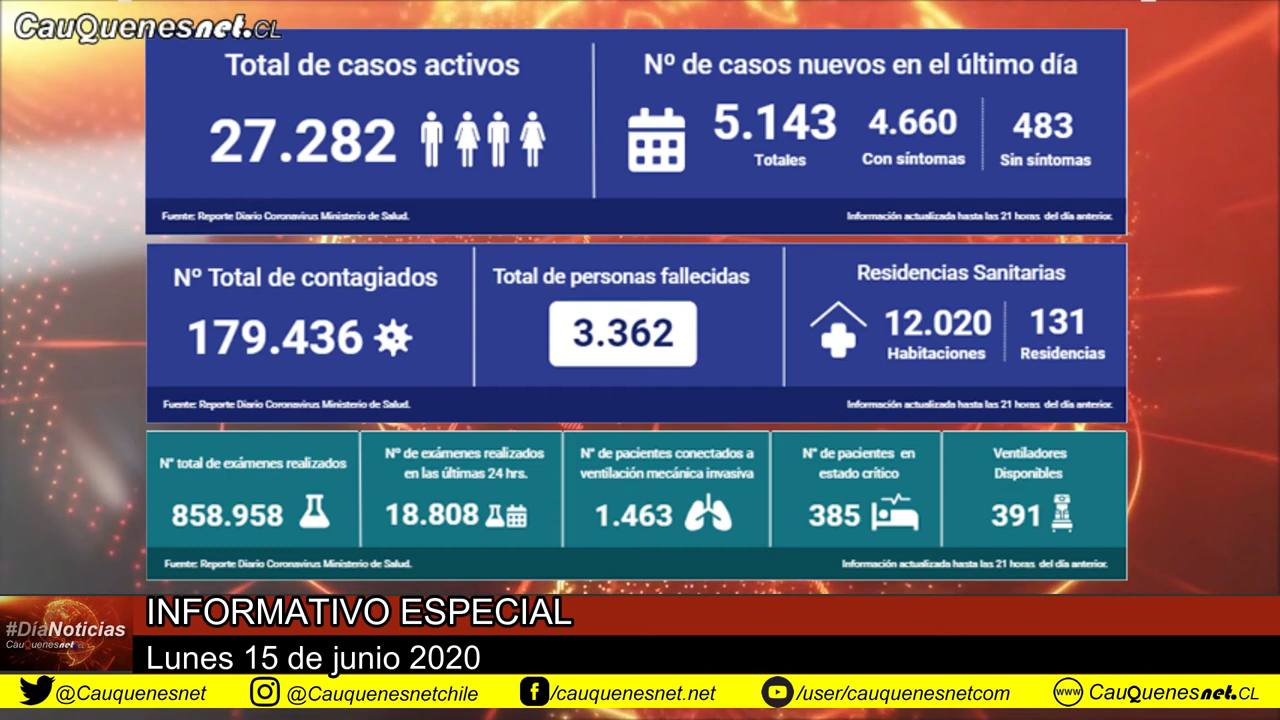 CauQuenesnet.CL
Total de casos activos
27.282
Nº de casos nuevos en el último día
5.143
Totales
4.660
Con síntomas
483
Sin síntomas
Fuente: Reporte Diario Coronavirus Ministerio de Salud.
Información actualizada hasta las 21 horas del día anterior.
Nº Total de contagiados
179.436
Total de personas fallecidas
3.362
Residencias Sanitarias
12.020
Habitaciones
131
Residencias
Fuente: Reporte Diario Coronavirus Ministerio de Salud.
Información actualizada hasta las 21 horas del día anterior.
N° total de exámenes realizados
858.958
N° de exámenes realizados
en las últimas 24 hrs.
18.808
N° de pacientes conectados a
ventilación mecánica invasiva
1.463
N° de pacientes en
estado crítico
385
Ventiladores
Disponibles
391
Fuente: Reporte Diario Coronavirus Ministerio de Salud.
Información actualizada hasta las 21 horas del día anterior.
#DíaNoticias
CauQuenesnet.CL
INFORMATIVO ESPECIAL
Lunes 15 de junio 2020
@Cauquenesnet
@Cauquenesnetchile
/cauquenesnet.net
/user/cauquenesnetcom
www
CauQuenesnet.CL